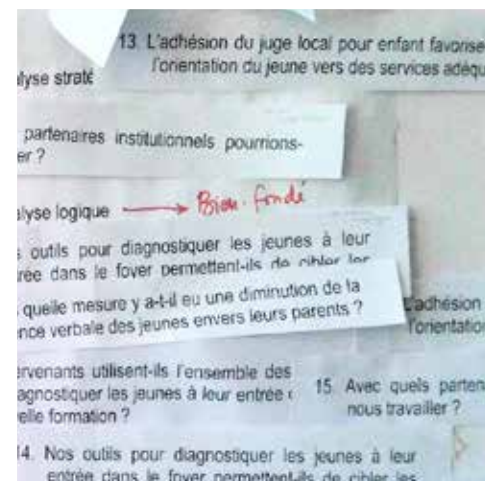 13. L'adhésion du juge local pour enfant favorise
l'orientation du jeune vers des services adéqu
lyse straté
partenaires institutionnels pourrions-
er ?
alyse logique → Bien-fondé
outils pour diagnostiquer les jeunes à leur
rée dans le foyer permettent-ils de cibler les
quelle mesure y a-t-il eu une diminution de la
nce verbale des jeunes envers leurs parents ?
L'adhésion
l'orientation
ervenants utilisent-ils l'ensemble des
agnostiquer les jeunes à leur entrée
elle formation ?
15. Avec quels parten
nous travailler ?
14. Nos outils pour diagnostiquer les jeunes à leur
entrée dans le foyer permettent-ils de cibler les